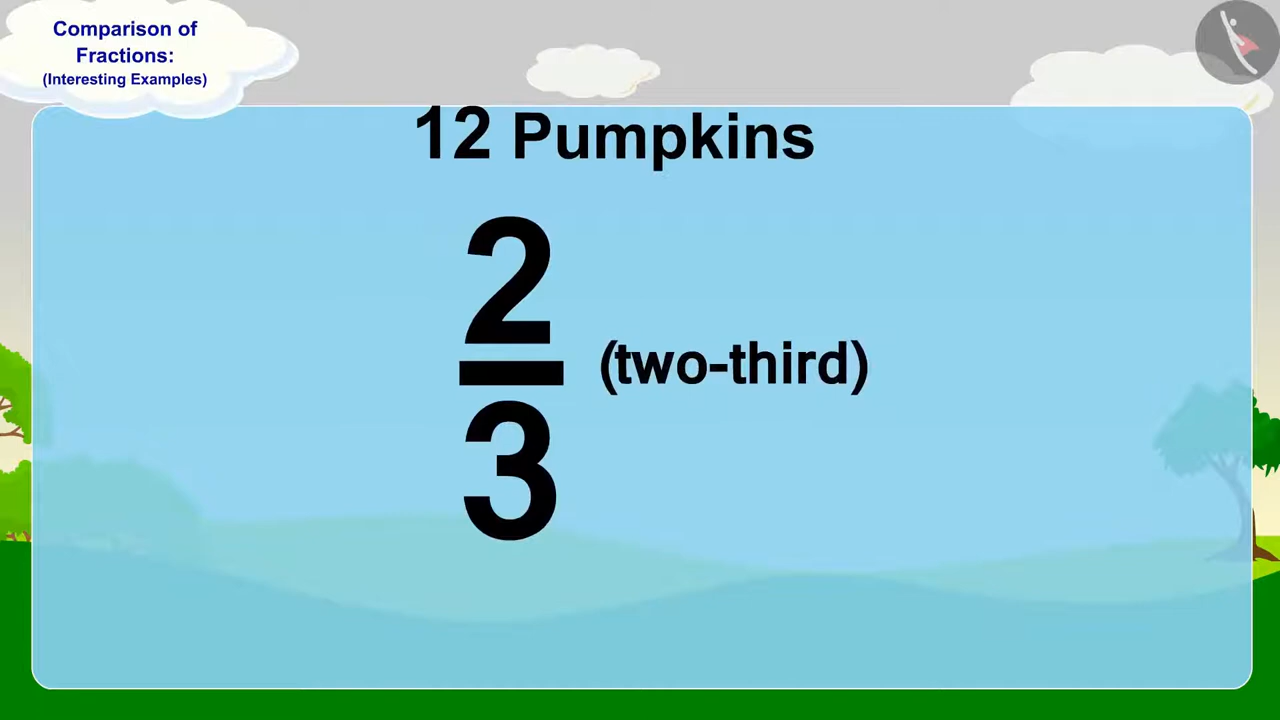 Comparison of
Fractions:
(Interesting Examples)
12 Pumpkins
2
3
(two-third)